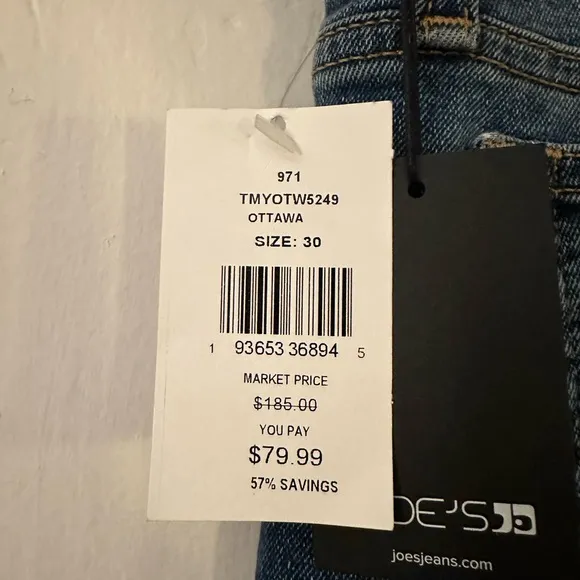 971
TMYOTW5249
OTTAWA
SIZE: 30
1 93653 36894 5
MARKET PRICE
$185.00
YOU PAY
$79.99
57% SAVINGS
OE'S
joesjeans.com